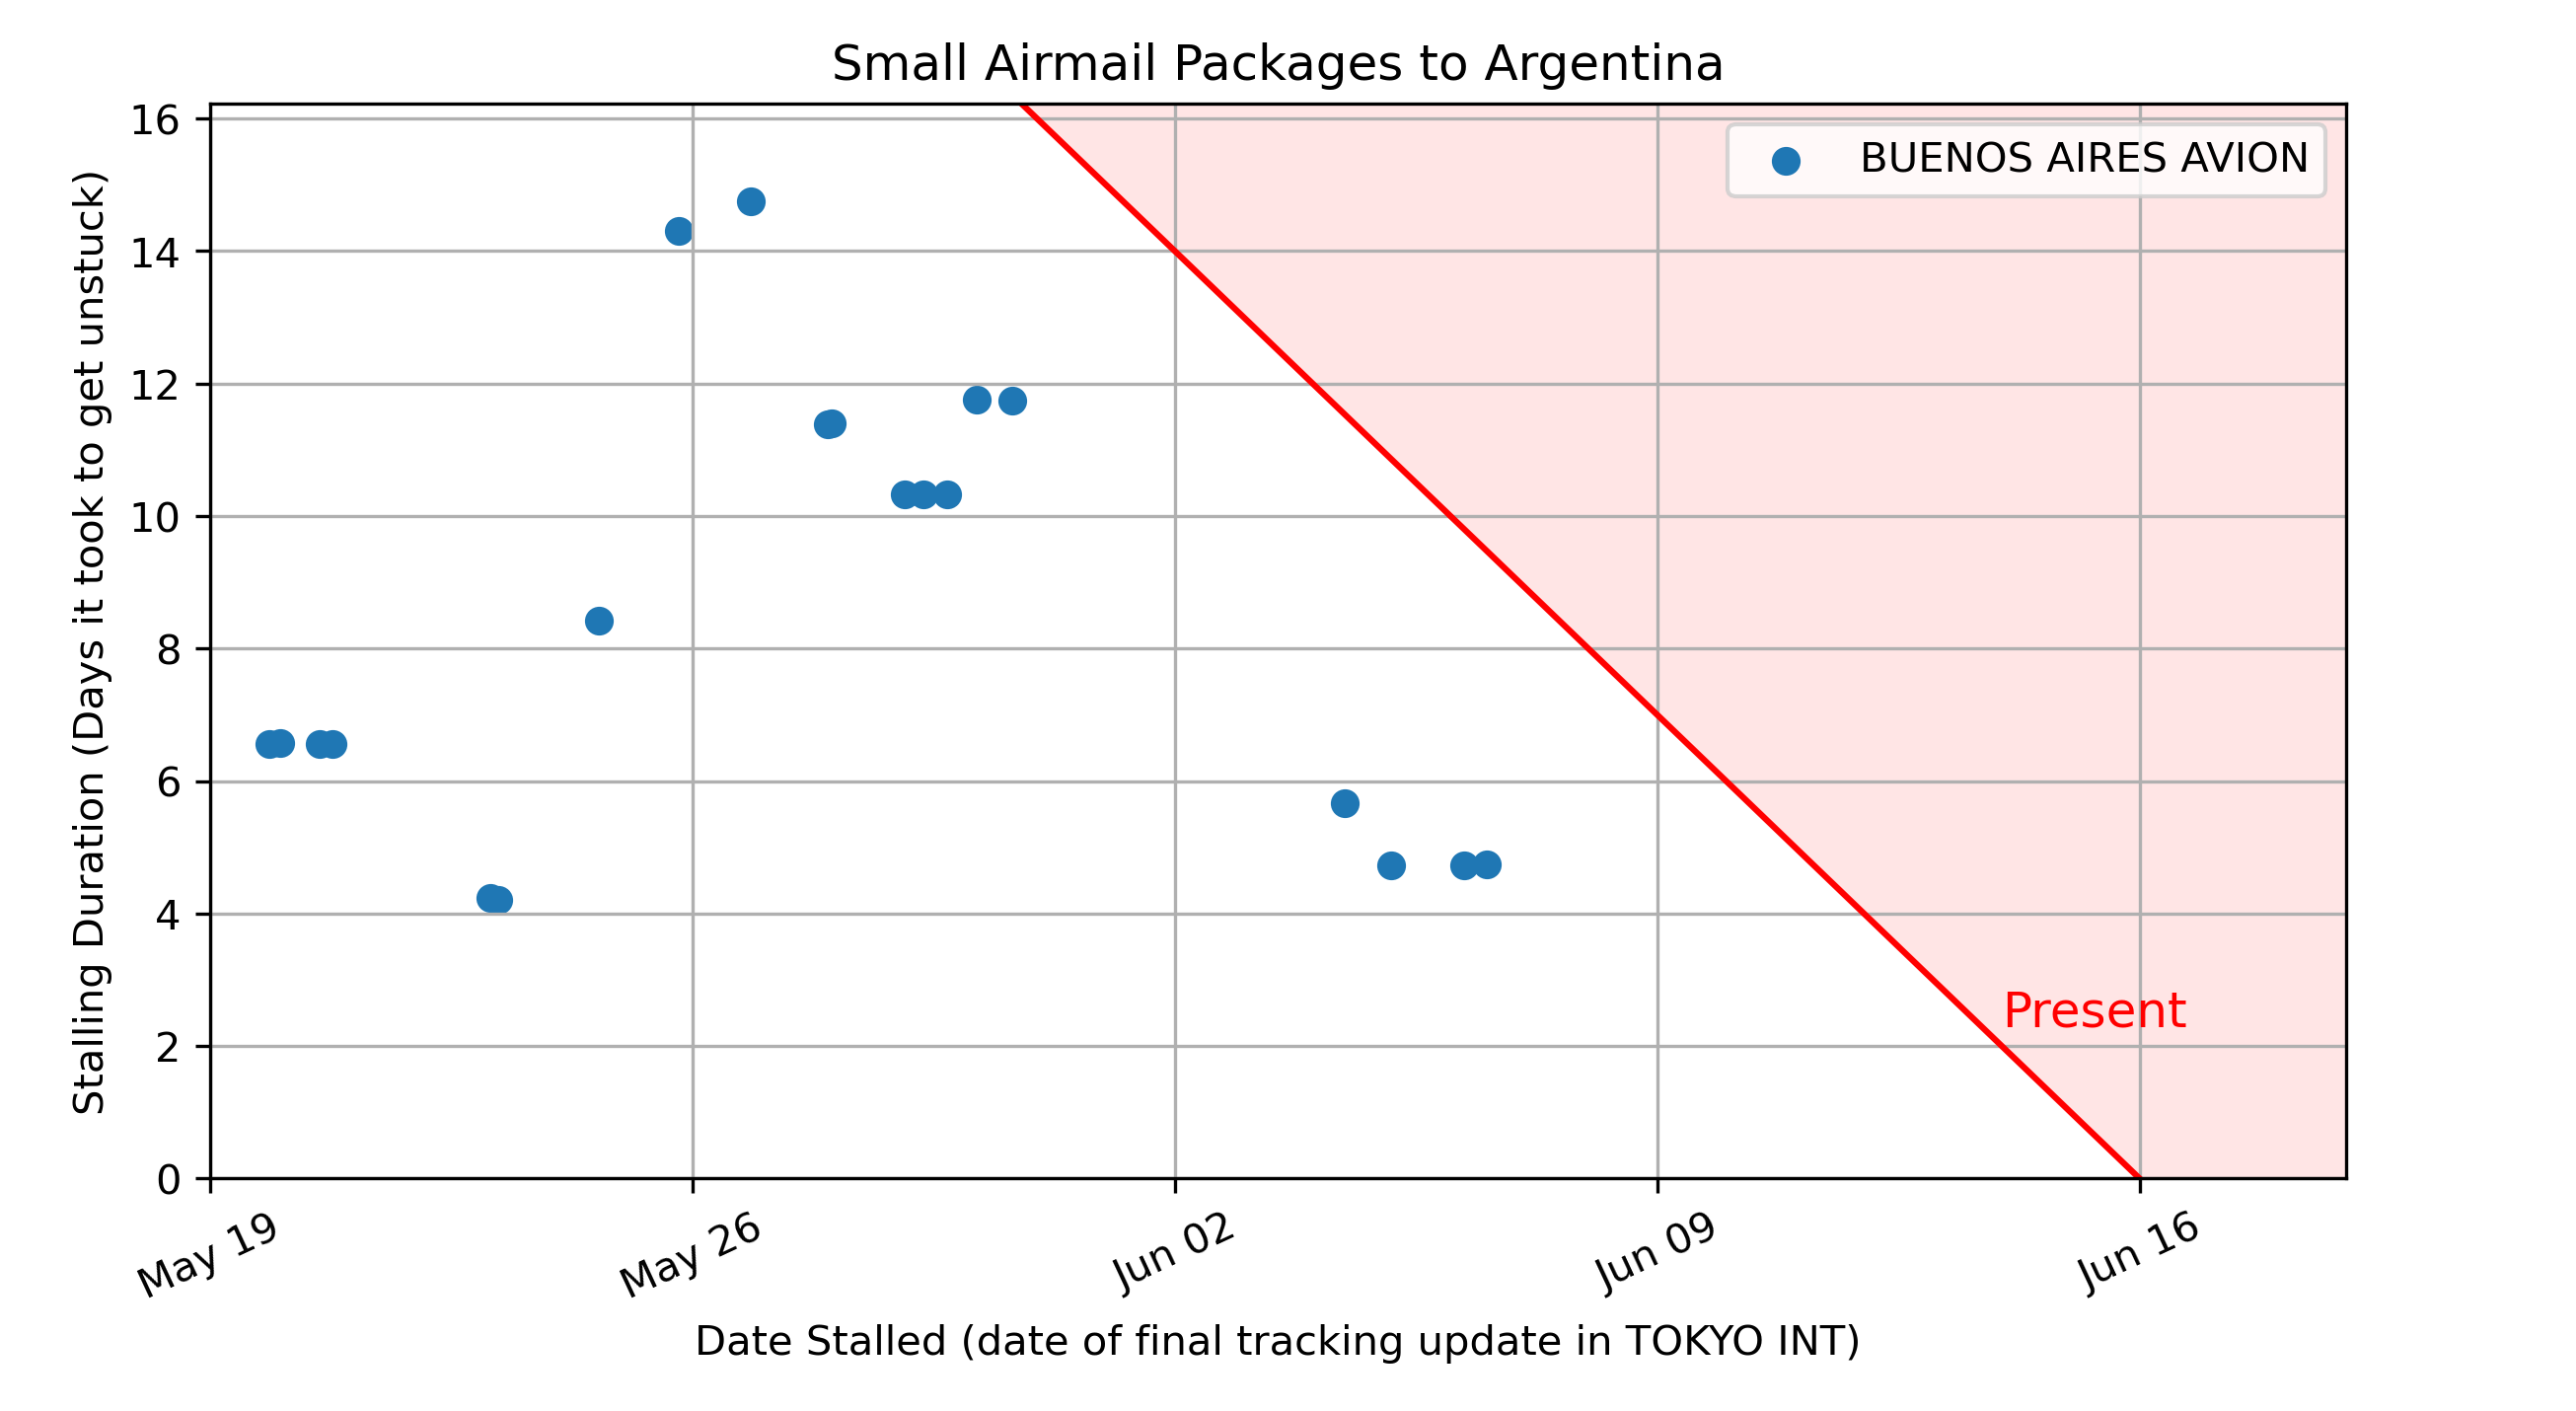 Small Airmail Packages to Argentina
BUENOS AIRES AVION
Stalling Duration (Days it took to get unstuck)
16
14
12
10
8
6
4
2
0
Present
May 19
May 26
Jun 02
Jun 09
Jun 16
Date Stalled (date of final tracking update in TOKYO INT)